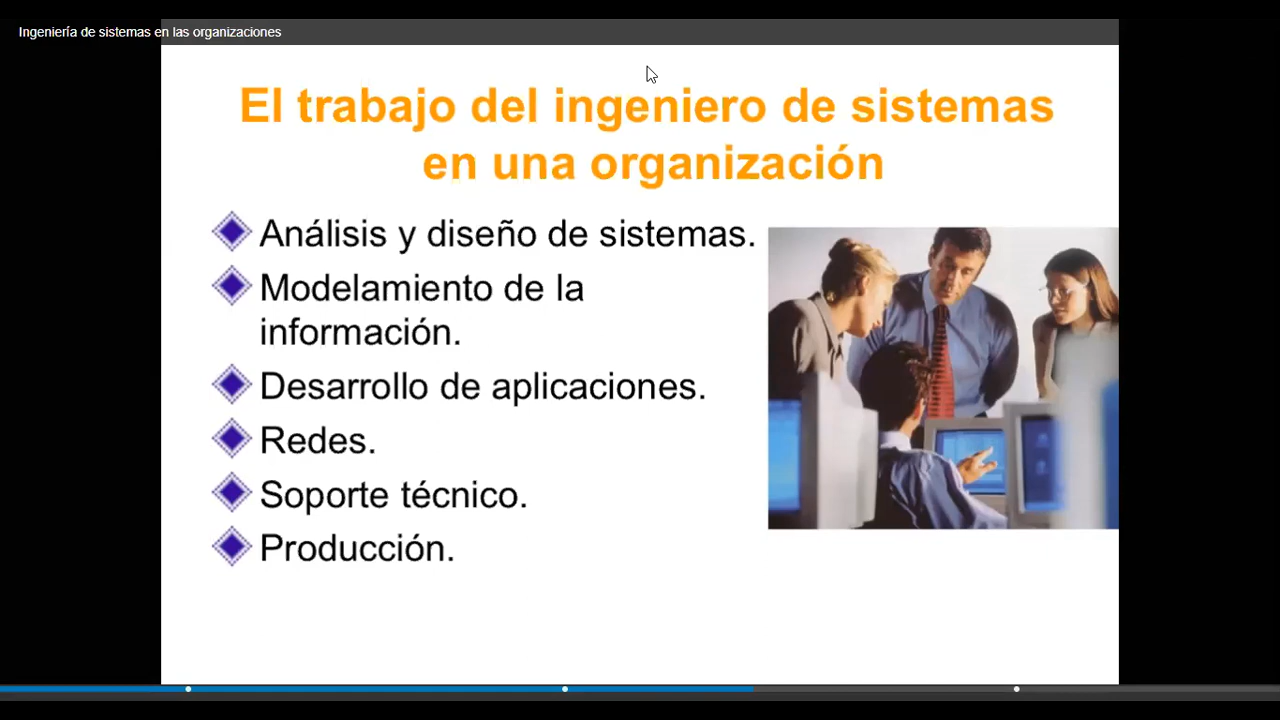 Ingeniería de sistemas en las organizaciones
El trabajo del ingeniero de sistemas
en una organización
Análisis y diseño de sistemas.
Modelamiento de la
información.
Desarrollo de aplicaciones.
Redes.
Soporte técnico.
Producción.